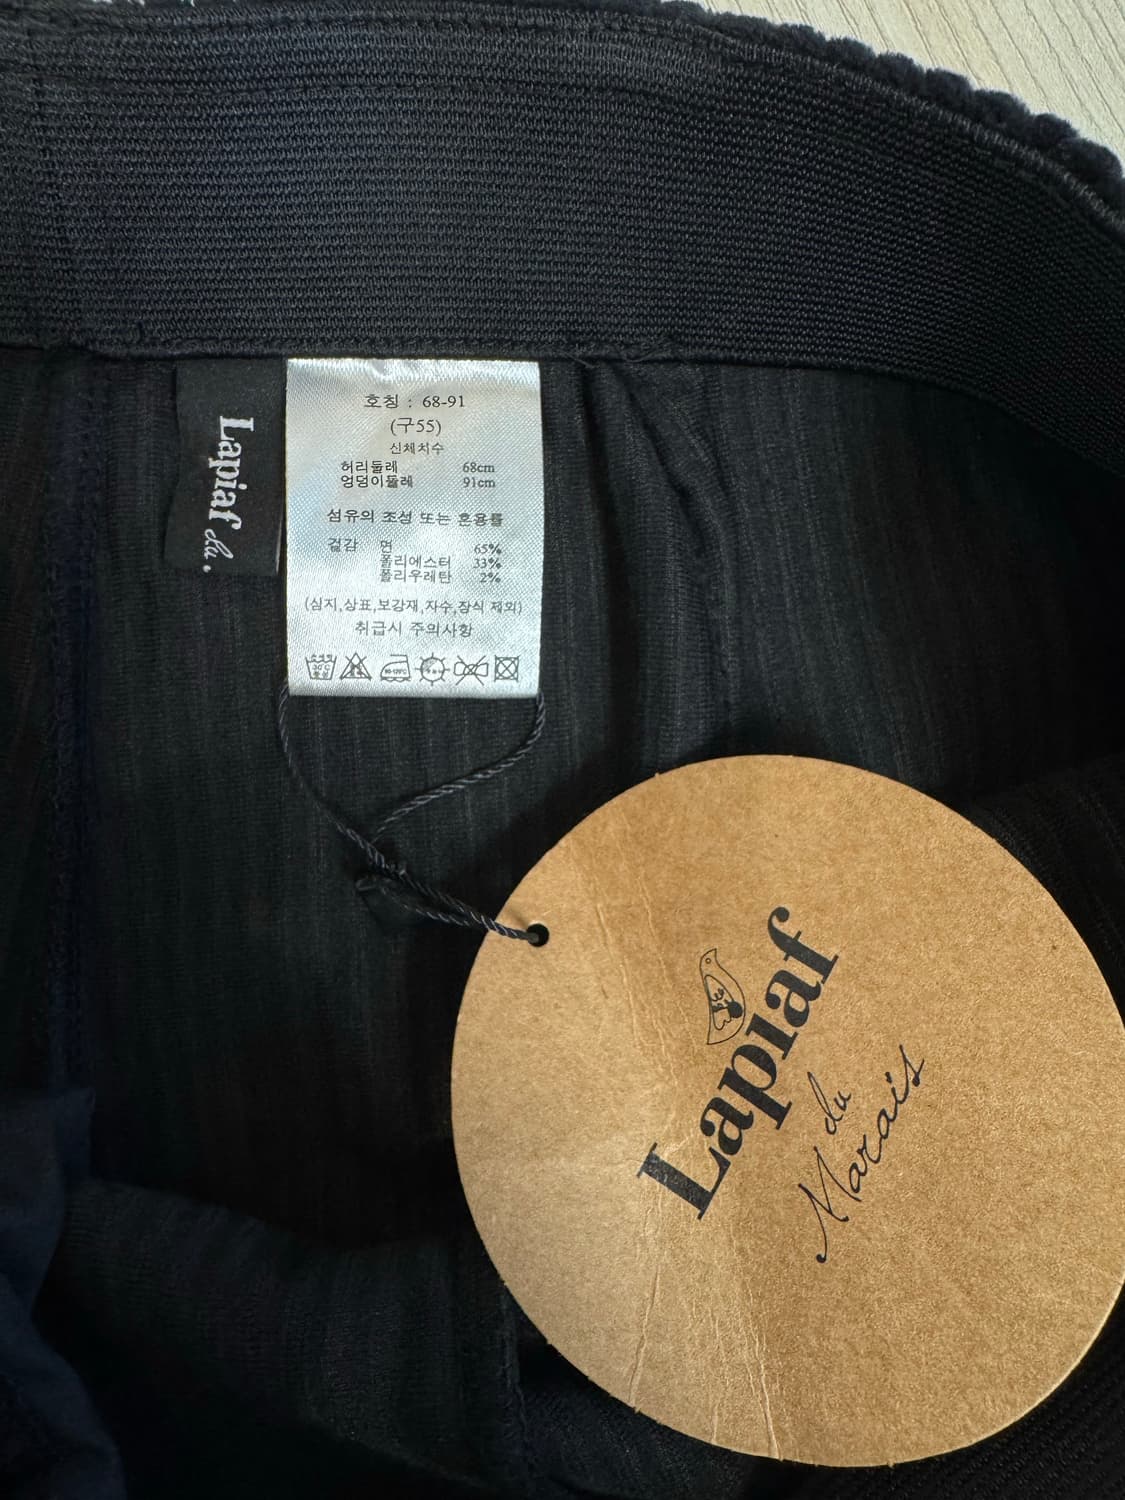 호칭 : 68-91
(구55)
신체치수
허리둘레 68cm
엉덩이둘레 91cm
섬유의 조성 또는 혼용률
겉감 면 65%
폴리에스터 33%
폴리우레탄 2%
(심지,상표,보강재,자수,장식 제외)
취급시 주의사항
Lapiaf du
Lapiaf
du
Marais